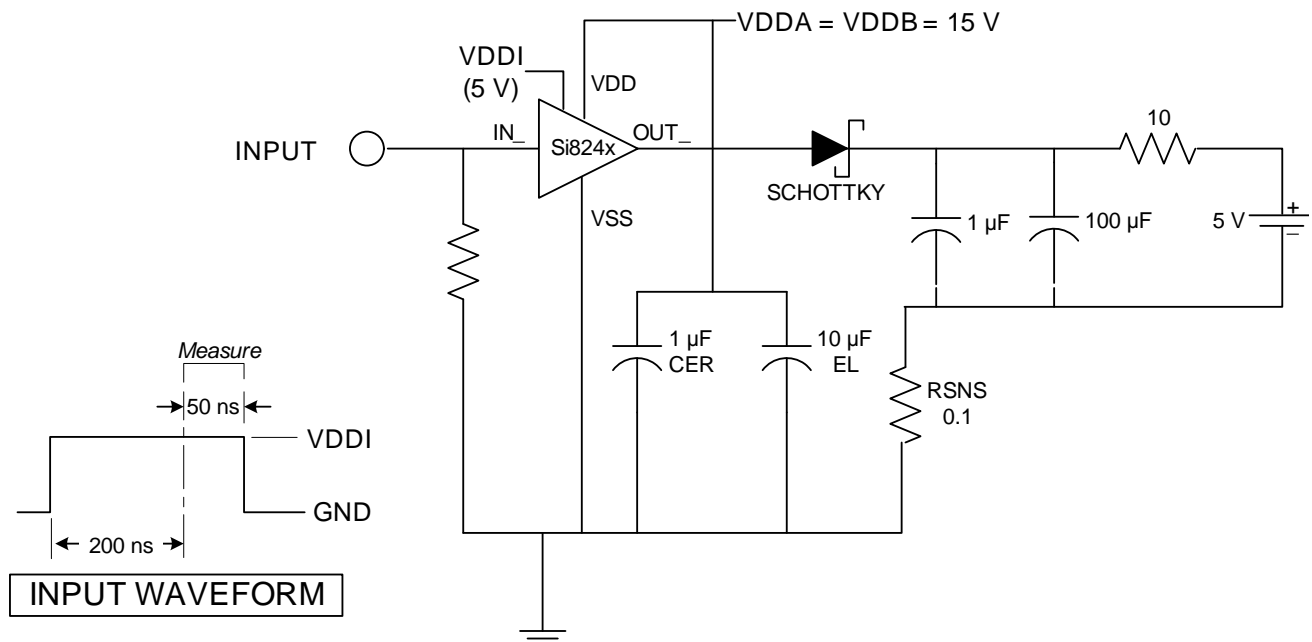 VDDA = VDDB = 15 V
VDDI
(5 V)
VDD
10
INPUT
IN_
Si824x
OUT_
SCHOTTKY
VSS
1 µF
100 µF
5 V
+
–
1 µF
CER
10 µF
EL
Measure
RSNS
0.1
50 ns
VDDI
GND
200 ns
INPUT WAVEFORM